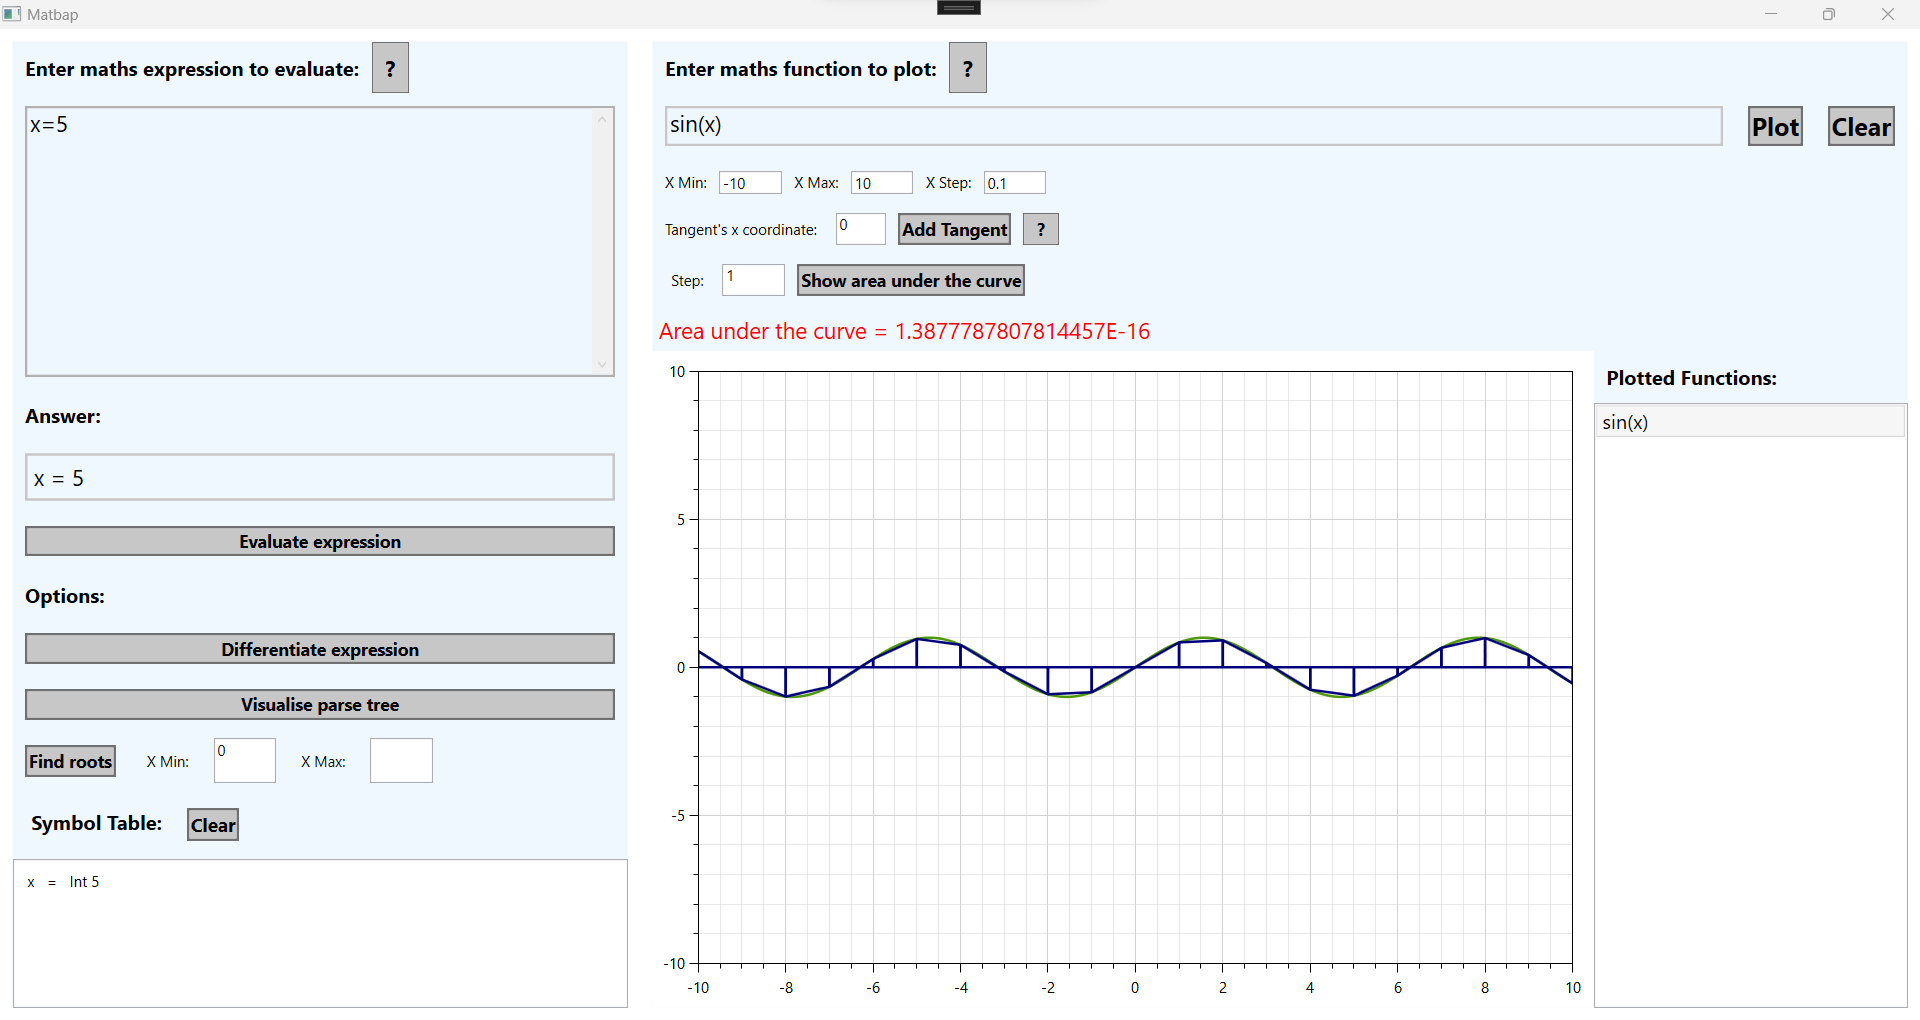 Matbap
Enter maths expression to evaluate: ?
x=5
Answer:
x = 5
Evaluate expression
Options:
Differentiate expression
Visualise parse tree
Find roots X Min: 0 X Max:
Symbol Table: Clear
x = Int 5
Enter maths function to plot: ?
sin(x) Plot Clear
X Min: -10 X Max: 10 X Step: 0.1
Tangent's x coordinate: 0 Add Tangent ?
Step: 1 Show area under the curve
Area under the curve = 1.3877787807814457E-16
10
5
0
-5
-10
-10 -8 -6 -4 -2 0 2 4 6 8 10
Plotted Functions:
sin(x)